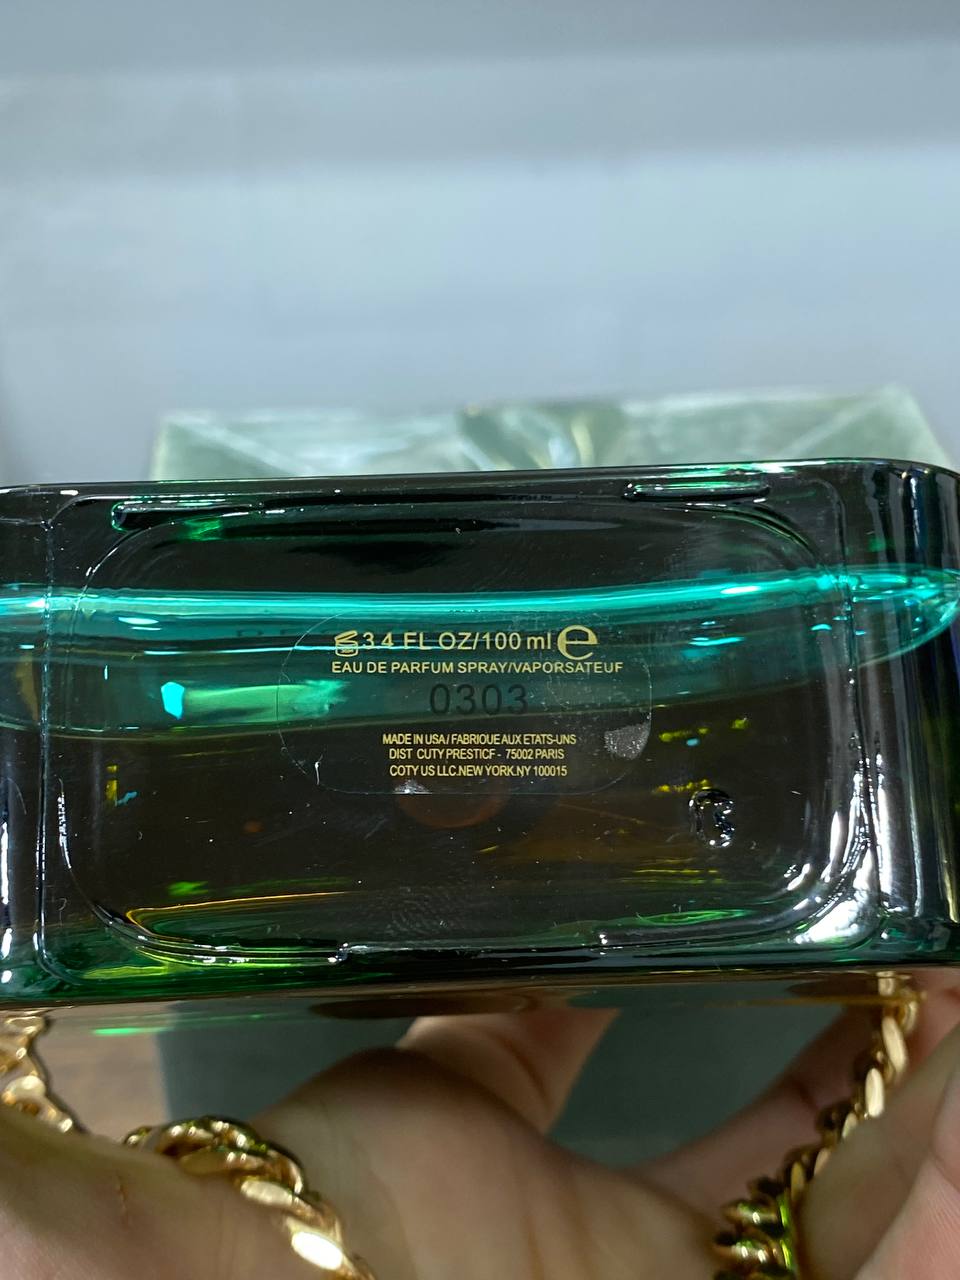 3.4 FL OZ/100 ml e
EAU DE PARFUM SPRAY/VAPORSATEUF
0303
MADE IN USA/FABRIOUE AUX ETATS-UNS
DIST CUTY PRESTICF - 75002 PARIS
COTY US LLC.NEW YORK.NY 100015